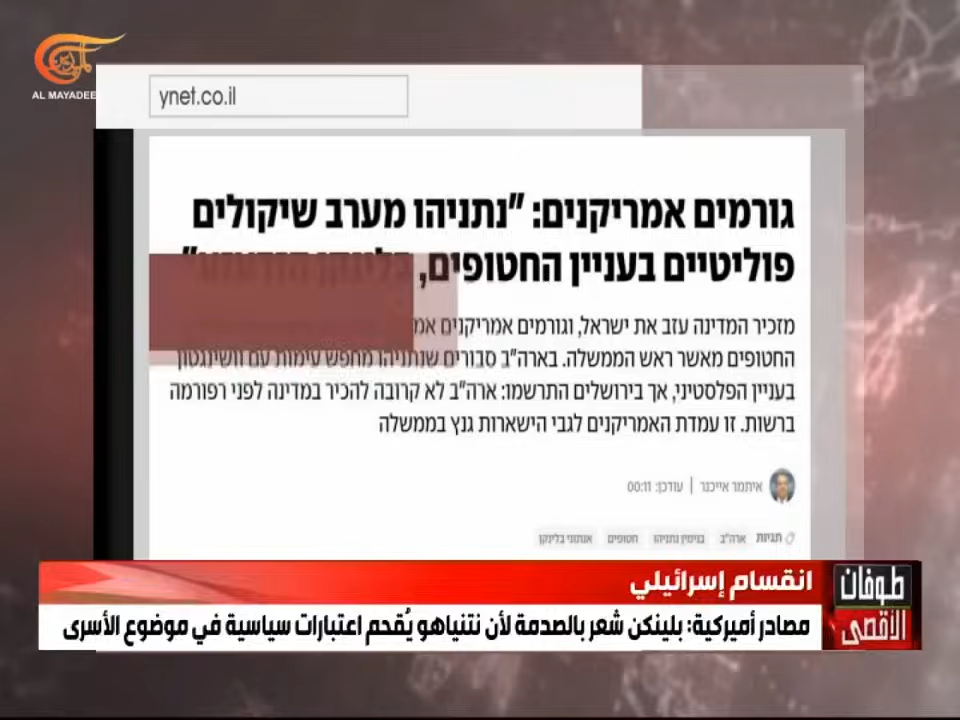 AL MAYADEE
ynet.co.il
גורמים אמריקנים: "נתניהו מערב שיקולים
פוליטיים בעניין החטופים,
מזכיר המדינה עזב את ישראל, וגורמים אמריקנים
החטופים מאשר ראש הממשלה. בארה"ב סבורים שנתניהו מחפש עימות עם וושינגטון
בעניין הפלסטיני, אך בירושלים התרשמו: ארה"ב לא קרובה להכיר במדינה לפני רפורמה
ברשות. זו עמדת האמריקנים לגבי הישארות גנץ בממשלה
איתמר אייכנר | עודכן: 00:11
תגיות ארה"ב בנימין נתניהו חטופים אנתוני בלינקן
طوفان الأقصى
انقسام إسرائيلي
مصادر أميركية: بلينكن شعر بالصدمة لأن نتنياهو يُقحم اعتبارات سياسية في موضوع الأسرى